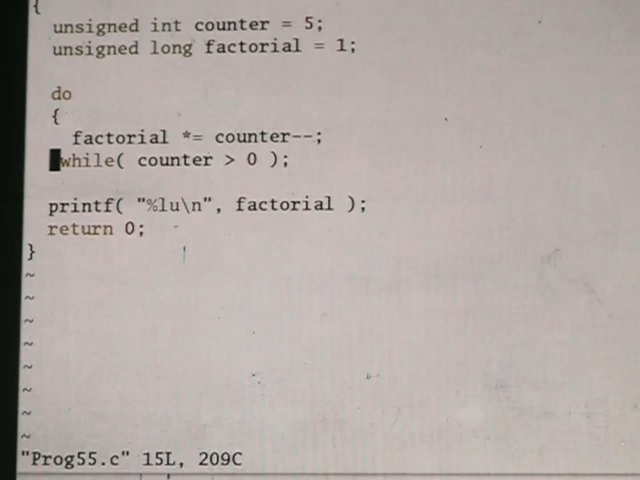 {
unsigned int counter = 5;
unsigned long factorial = 1;
do
{
factorial *= counter--;
while( counter > 0 );
printf( "%lu\n", factorial );
return 0;
}
~
~
~
~
~
~
~
~
"Prog55.c" 15L, 209C